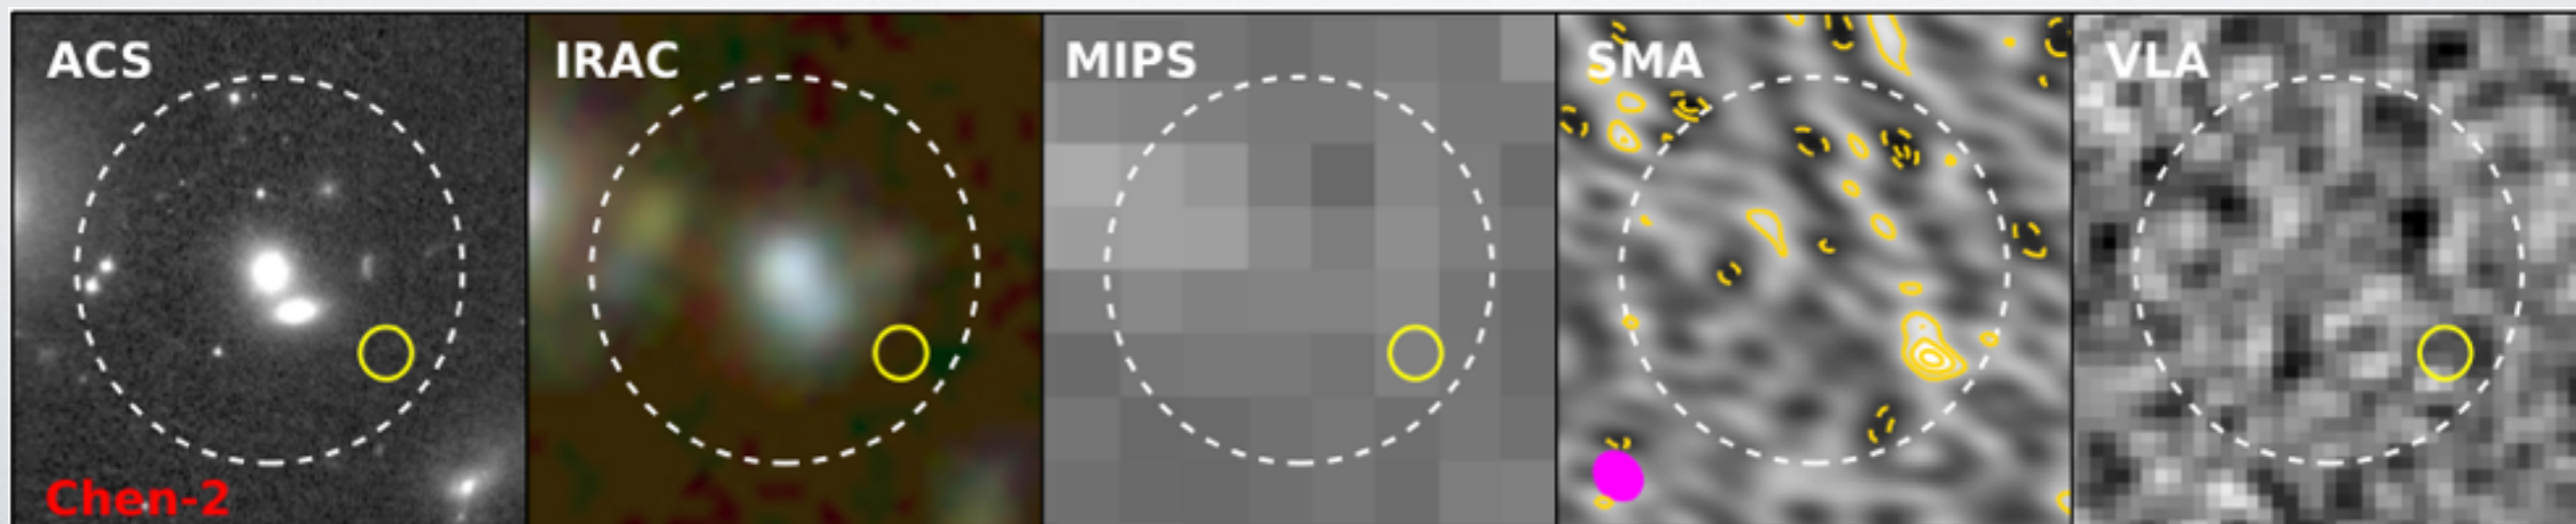 ACS
IRAC
MIPS
SMA
VLA
Chen-2